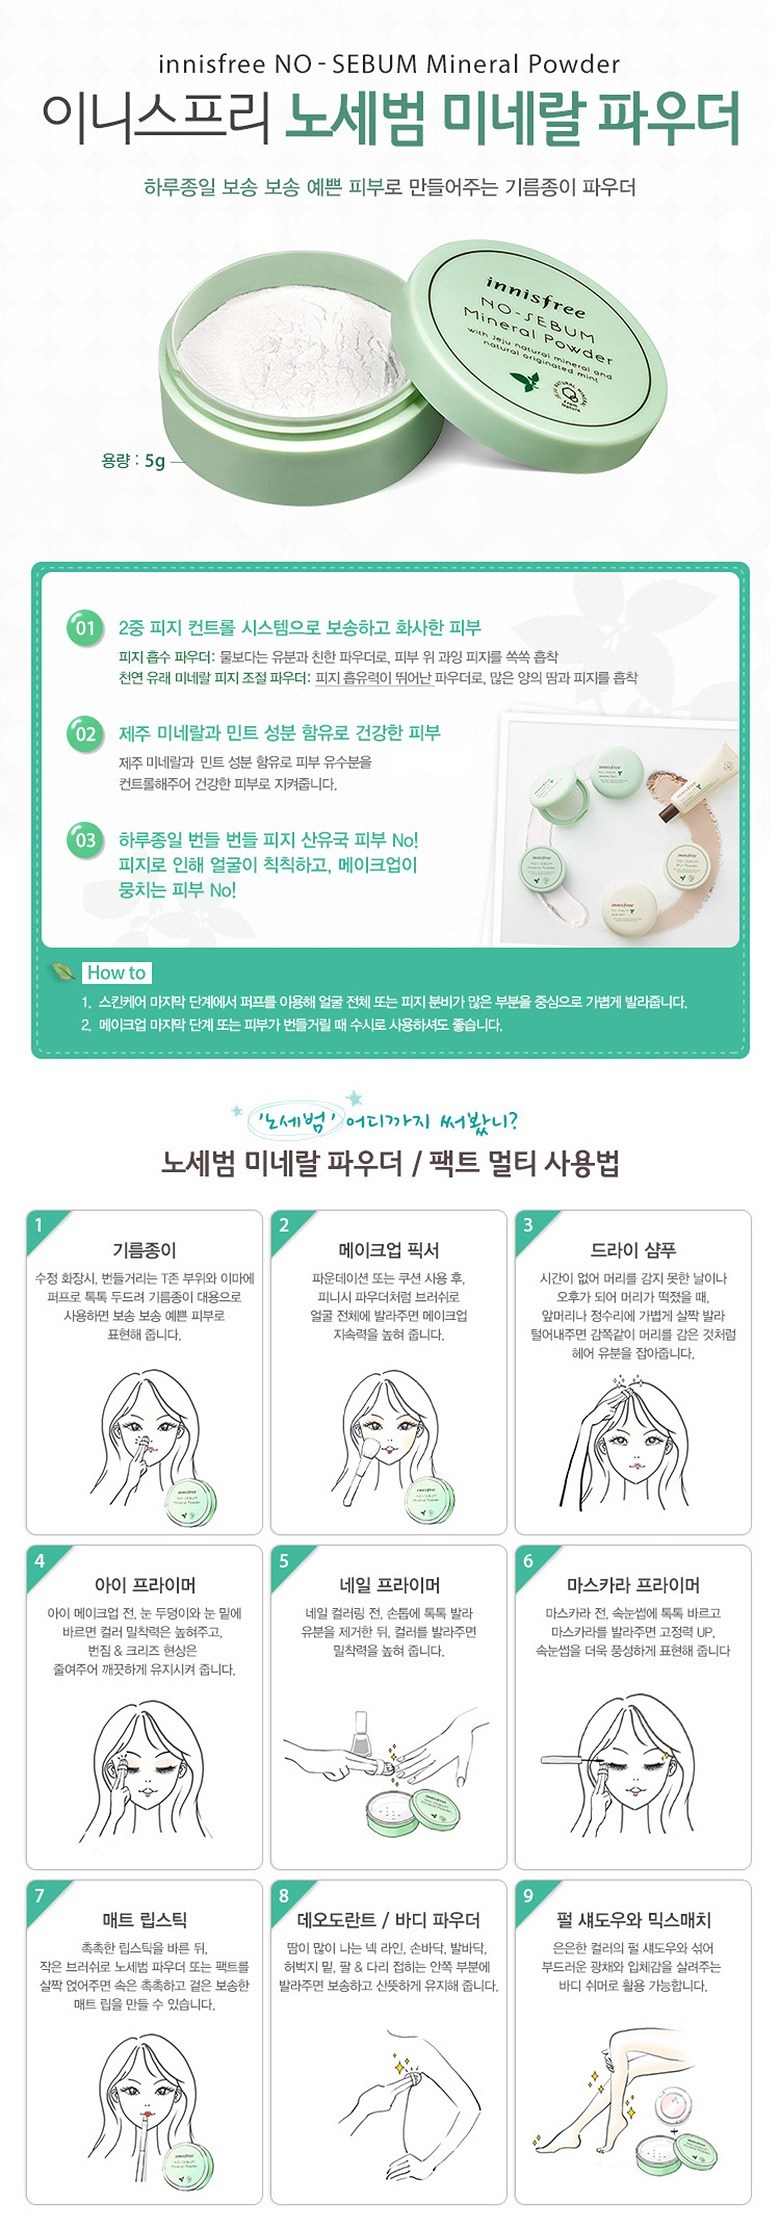 innisfree NO - SEBUM Mineral Powder
이니스프리 노세범 미네랄 파우더
하루종일 보송 보송 예쁜 피부로 만들어주는 기름종이 파우더
innisfree
NO-SEBUM
Mineral Powder
with Jeju natural mineral and
natural originated mint
용량 : 5g
01
2중 피지 컨트롤 시스템으로 보송하고 화사한 피부
피지 흡수 파우더: 물보다는 유분과 친한 파우더로, 피부 위 과잉 피지를 쏙쏙 흡착
천연 유래 미네랄 피지 조절 파우더: 피지 흡유력이 뛰어난 파우더로, 많은 양의 땀과 피지를 흡착
02
제주 미네랄과 민트 성분 함유로 건강한 피부
제주 미네랄과 민트 성분 함유로 피부 유수분을
컨트롤해주어 건강한 피부로 지켜줍니다.
03
하루종일 번들 번들 피지 산유국 피부 No!
피지로 인해 얼굴이 칙칙하고, 메이크업이
뭉치는 피부 No!
How to
1. 스킨케어 마지막 단계에서 퍼프를 이용해 얼굴 전체 또는 피지 분비가 많은 부분을 중심으로 가볍게 발라줍니다.
2. 메이크업 마지막 단계 또는 피부가 번들거릴 때 수시로 사용하셔도 좋습니다.
'노세범' 어디까지 써봤니?
노세범 미네랄 파우더 / 팩트 멀티 사용법
1
기름종이
수정 화장시, 번들거리는 T존 부위와 이마에
퍼프로 톡톡 두드려 기름종이 대용으로
사용하면 보송 보송 예쁜 피부로
표현해 줍니다.
innisfree
NO-SEBUM
Mineral Powder
2
메이크업 픽서
파운데이션 또는 쿠션 사용 후,
피니시 파우더처럼 브러쉬로
얼굴 전체에 발라주면 메이크업
지속력을 높혀 줍니다.
innisfree
NO-SEBUM
Mineral Powder
3
드라이 샴푸
시간이 없어 머리를 감지 못한 날이나
오후가 되어 머리가 떡졌을 때,
앞머리나 정수리에 가볍게 살짝 발라
털어내주면 감쪽같이 머리를 감은 것처럼
헤어 유분을 잡아줍니다.
4
아이 프라이머
아이 메이크업 전, 눈 두덩이와 눈 밑에
바르면 컬러 밀착력은 높혀주고,
번짐 & 크리즈 현상은
줄여주어 깨끗하게 유지시켜 줍니다.
5
네일 프라이머
네일 컬러링 전, 손톱에 톡톡 발라
유분을 제거한 뒤, 컬러를 발라주면
밀착력을 높혀 줍니다.
6
마스카라 프라이머
마스카라 전, 속눈썹에 톡톡 바르고
마스카라를 발라주면 고정력 UP,
속눈썹을 더욱 풍성하게 표현해 줍니다
7
매트 립스틱
촉촉한 립스틱을 바른 뒤,
작은 브러쉬로 노세범 파우더 또는 팩트를
살짝 얹어주면 속은 촉촉하고 겉은 보송한
매트 립을 만들 수 있습니다.
innisfree
NO-SEBUM
Mineral Powder
8
데오도란트 / 바디 파우더
땀이 많이 나는 넥 라인, 손바닥, 발바닥,
허벅지 밑, 팔 & 다리 접히는 안쪽 부분에
발라주면 보송하고 산뜻하게 유지해 줍니다.
9
펄 섀도우와 믹스매치
은은한 컬러의 펄 섀도우와 섞어
부드러운 광채와 입체감을 살려주는
바디 쉬머로 활용 가능합니다.